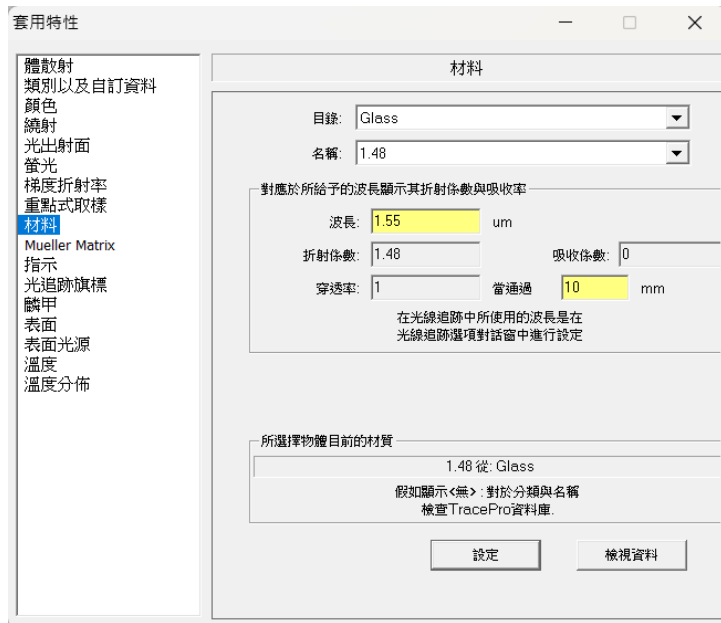 套用特性
體散射
類別以及自訂資料
顏色
繞射
光出射面
螢光
梯度折射率
重點式取樣
材料
Mueller Matrix
指示
光追跡旗標
麟甲
表面
表面光源
溫度
溫度分佈
材料
目錄: Glass
名稱: 1.48
對應於所給予的波長顯示其折射係數與吸收率
波長: 1.55 um
折射係數: 1.48 吸收係數: 0
穿透率: 1 當通過 10 mm
在光線追跡中所使用的波長是在
光線追跡選項對話窗中進行設定
所選擇物體目前的材質
1.48 從: Glass
假如顯示<無> : 對於分類與名稱
檢查TracePro資料庫.
設定 檢視資料